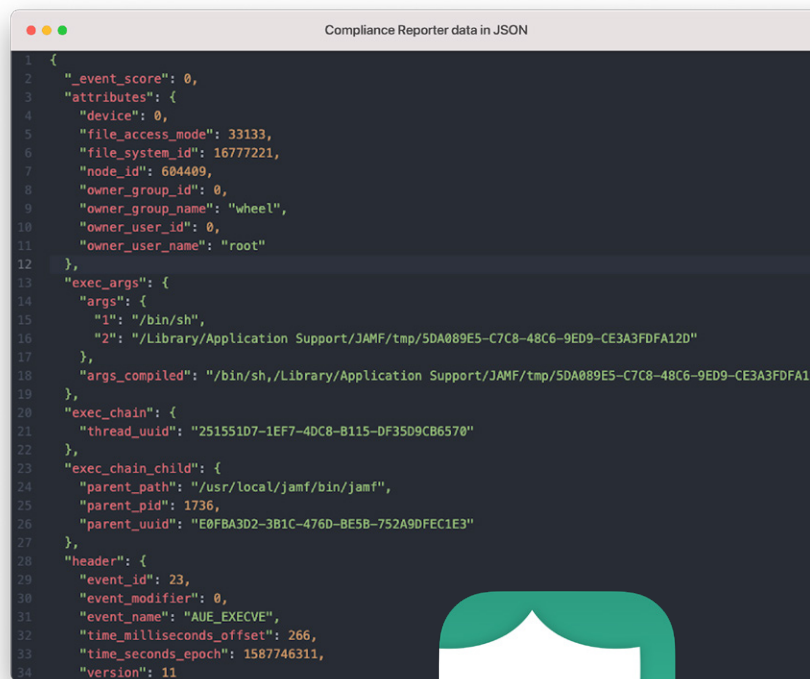 Compliance Reporter data in JSON
1 {
2 "_event_score": 0,
3 "attributes": {
4 "device": 0,
5 "file_access_mode": 33133,
6 "file_system_id": 16777221,
7 "node_id": 604409,
8 "owner_group_id": 0,
9 "owner_group_name": "wheel",
10 "owner_user_id": 0,
11 "owner_user_name": "root"
12 },
13 "exec_args": {
14 "args": {
15 "1": "/bin/sh",
16 "2": "/Library/Application Support/JAMF/tmp/5DA089E5-C7C8-48C6-9ED9-CE3A3FDFA12D"
17 },
18 "args_compiled": "/bin/sh,/Library/Application Support/JAMF/tmp/5DA089E5-C7C8-48C6-9ED9-CE3A3FDFA1
19 },
20 "exec_chain": {
21 "thread_uuid": "251551D7-1EF7-4DC8-B115-DF35D9CB6570"
22 },
23 "exec_chain_child": {
24 "parent_path": "/usr/local/jamf/bin/jamf",
25 "parent_pid": 1736,
26 "parent_uuid": "E0FBA3D2-3B1C-476D-BE5B-752A9DFEC1E3"
27 },
28 "header": {
29 "event_id": 23,
30 "event_modifier": 0,
31 "event_name": "AUE_EXECVE",
32 "time_milliseconds_offset": 266,
33 "time_seconds_epoch": 1587746311,
34 "version": 11